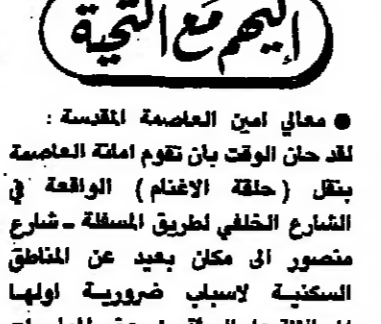 إليهم مع التحية
● معالي امين العاصمة المقدسة :
لقد حان الوقت بان تقوم امانة العاصمة
بنقل ( حلقة الاغنام ) الواقعة في
الشارع الخلفي لطريق المسفلة ــ شارع
منصور الى مكان بعيد عن المناطق
السكنية لاسباب ضرورية اولها